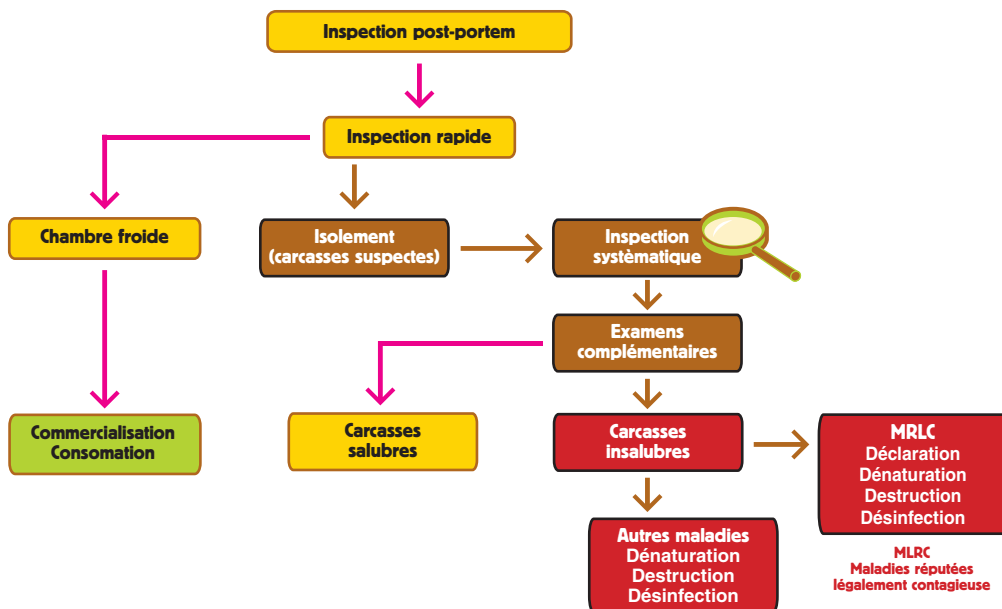 Inspection post-portem
Inspection rapide
Chambre froide
Isolement
(carcasses suspectes)
Inspection
systèmatique
Examens
complémentaires
Commercialisation
Consomation
Carcasses
salubres
Carcasses
insalubres
MRLC
Déclaration
Dénaturation
Destruction
Désinfection
Autres maladies
Dénaturation
Destruction
Désinfection
MLRC
Maladies réputées
légalement contagieuse